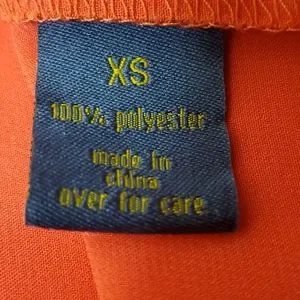 XS
100% polyester
made in
china
over for care